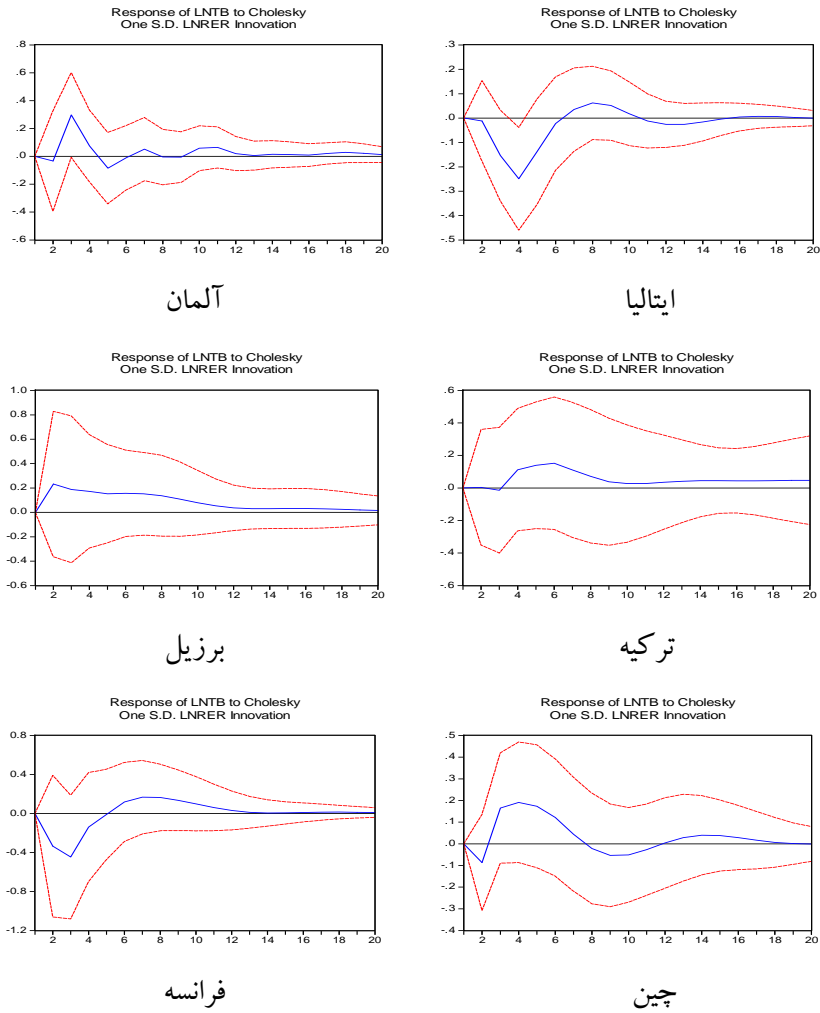 Response of LNTB to Cholesky
One S.D. LNRER Innovation
.8
.6
.4
.2
.0
-.2
-.4
-.6
2 4 6 8 10 12 14 16 18 20
آلمان
Response of LNTB to Cholesky
One S.D. LNRER Innovation
.3
.2
.1
.0
-.1
-.2
-.3
-.4
-.5
2 4 6 8 10 12 14 16 18 20
ایتالیا
Response of LNTB to Cholesky
One S.D. LNRER Innovation
1.0
0.8
0.6
0.4
0.2
0.0
-0.2
-0.4
-0.6
2 4 6 8 10 12 14 16 18 20
برزیل
Response of LNTB to Cholesky
One S.D. LNRER Innovation
.6
.4
.2
.0
-.2
-.4
-.6
2 4 6 8 10 12 14 16 18 20
ترکیه
Response of LNTB to Cholesky
One S.D. LNRER Innovation
0.8
0.4
0.0
-0.4
-0.8
-1.2
2 4 6 8 10 12 14 16 18 20
فرانسه
Response of LNTB to Cholesky
One S.D. LNRER Innovation
.5
.4
.3
.2
.1
.0
-.1
-.2
-.3
-.4
2 4 6 8 10 12 14 16 18 20
چین